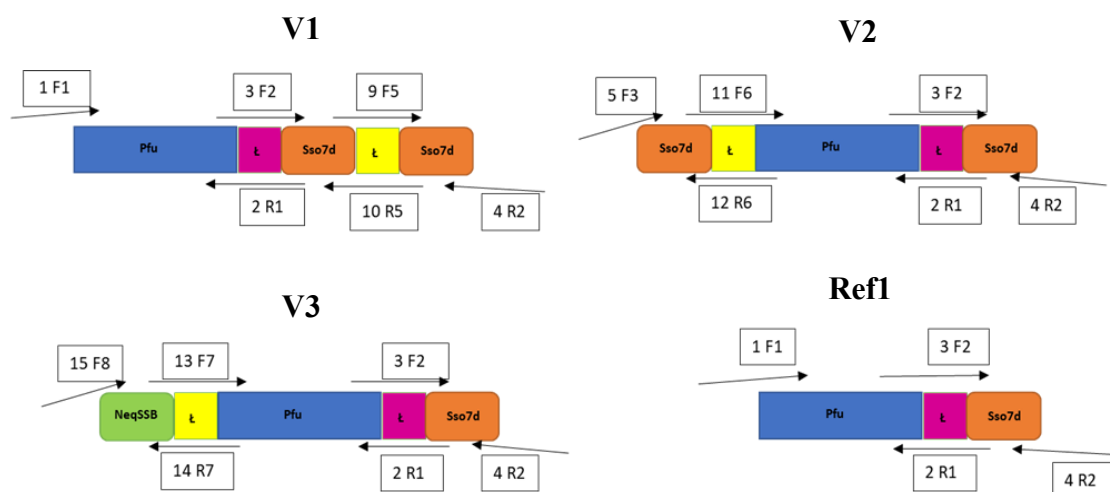 V1
1 F1
3 F2
9 F5
Pfu
Ł
Sso7d
Ł
Sso7d
2 R1
10 R5
4 R2
V2
5 F3
11 F6
3 F2
Sso7d
Ł
Pfu
Ł
Sso7d
12 R6
2 R1
4 R2
V3
15 F8
13 F7
3 F2
NeqSSB
Ł
Pfu
Ł
Sso7d
14 R7
2 R1
4 R2
Ref1
1 F1
3 F2
Pfu
Ł
Sso7d
2 R1
4 R2